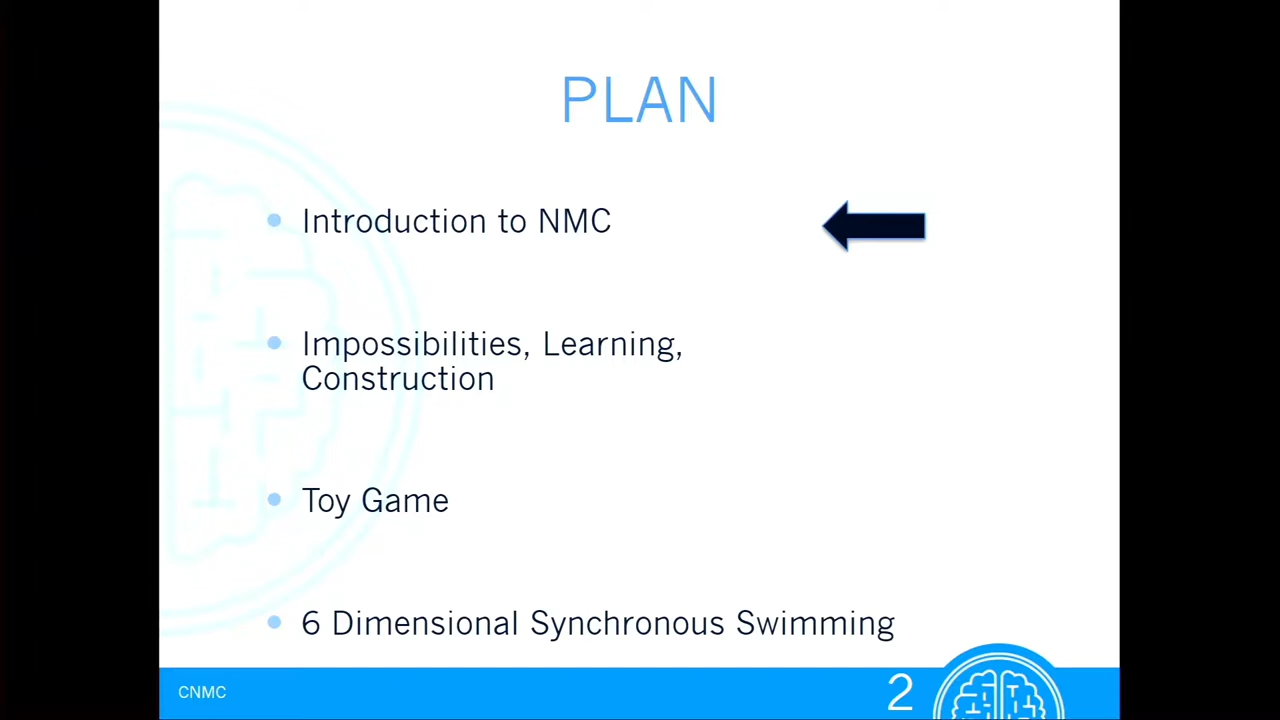 PLAN
• Introduction to NMC
• Impossibilities, Learning,
Construction
• Toy Game
• 6 Dimensional Synchronous Swimming
CNMC
2